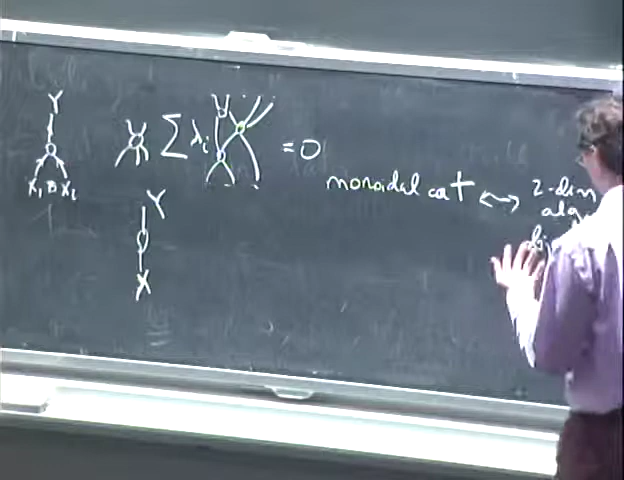 Y
X₁ ⊗ X₂
Σ λᵢ = 0
Y
X
monoidal cat ↔ 2-dim
alg